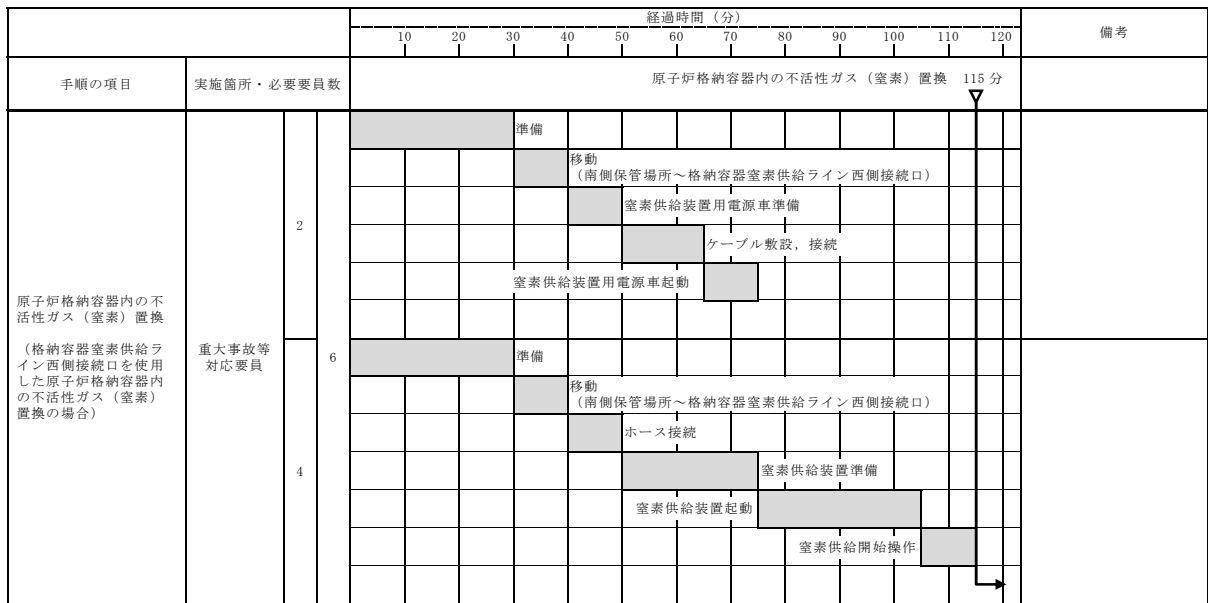 経過時間（分）
備考
10 20 30 40 50 60 70 80 90 100 110 120
手順の項目
実施箇所・必要要員数
原子炉格納容器内の不活性ガス（窒素）置換 115 分
原子炉格納容器内の不
活性ガス（窒素）置換
（格納容器窒素供給ラ
イン西側接続口を使用
した原子炉格納容器内
の不活性ガス（窒素）
置換の場合）
重大事故等
対応要員
6
2
準備
移動
（南側保管場所～格納容器窒素供給ライン西側接続口）
窒素供給装置用電源車準備
ケーブル敷設，接続
窒素供給装置用電源車起動
4
準備
移動
（南側保管場所～格納容器窒素供給ライン西側接続口）
ホース接続
窒素供給装置準備
窒素供給装置起動
窒素供給開始操作